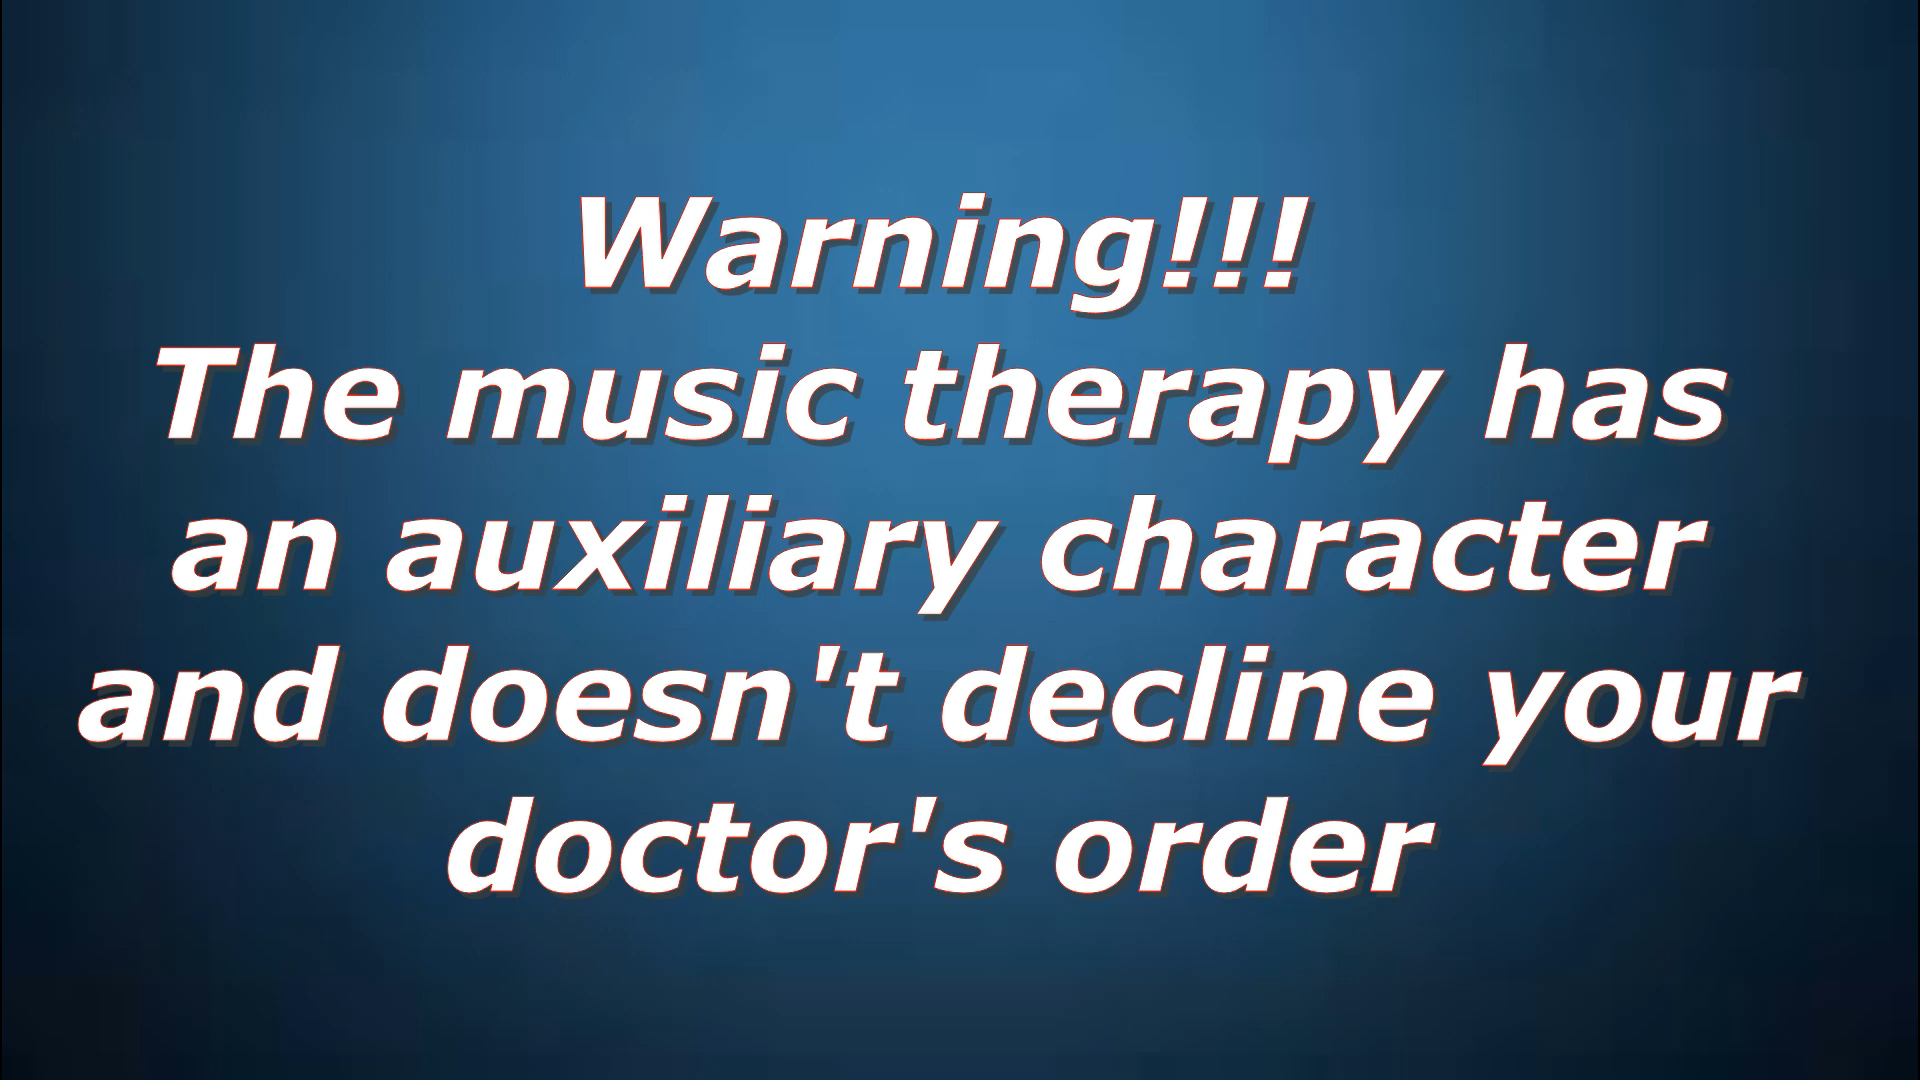 Warning!!!
The music therapy has
an auxiliary character
and doesn't decline your
doctor's order